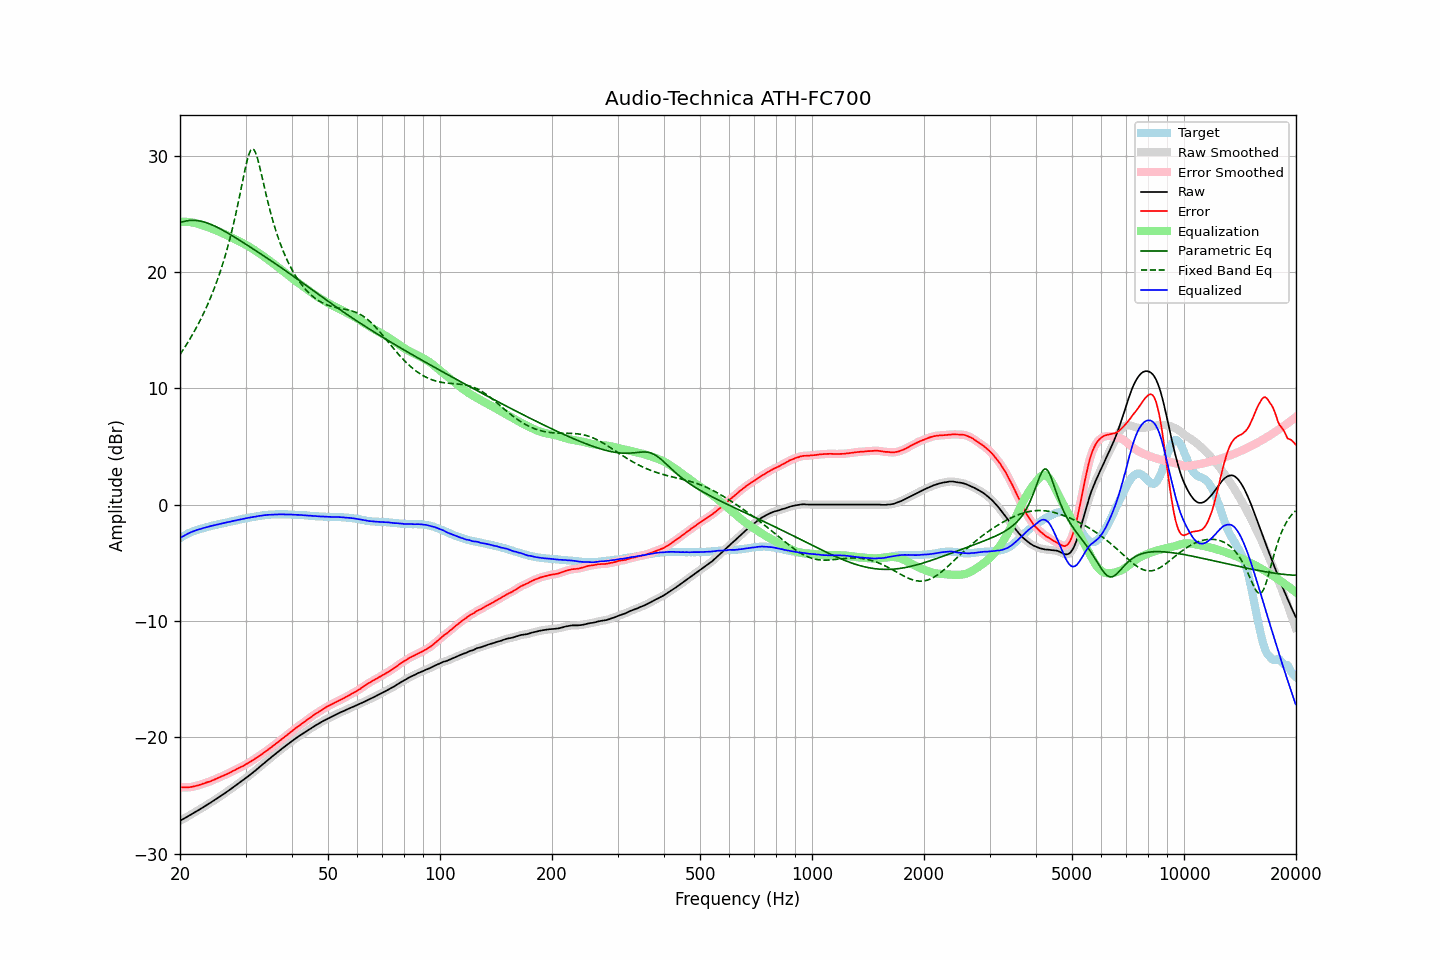 Audio-Technica ATH-FC700
Target
Raw Smoothed
Error Smoothed
Raw
Error
Equalization
Parametric Eq
Fixed Band Eq
Equalized
30
20
10
0
−10
−20
−30
Amplitude (dBr)
20 50 100 200 500 1000 2000 5000 10000 20000
Frequency (Hz)